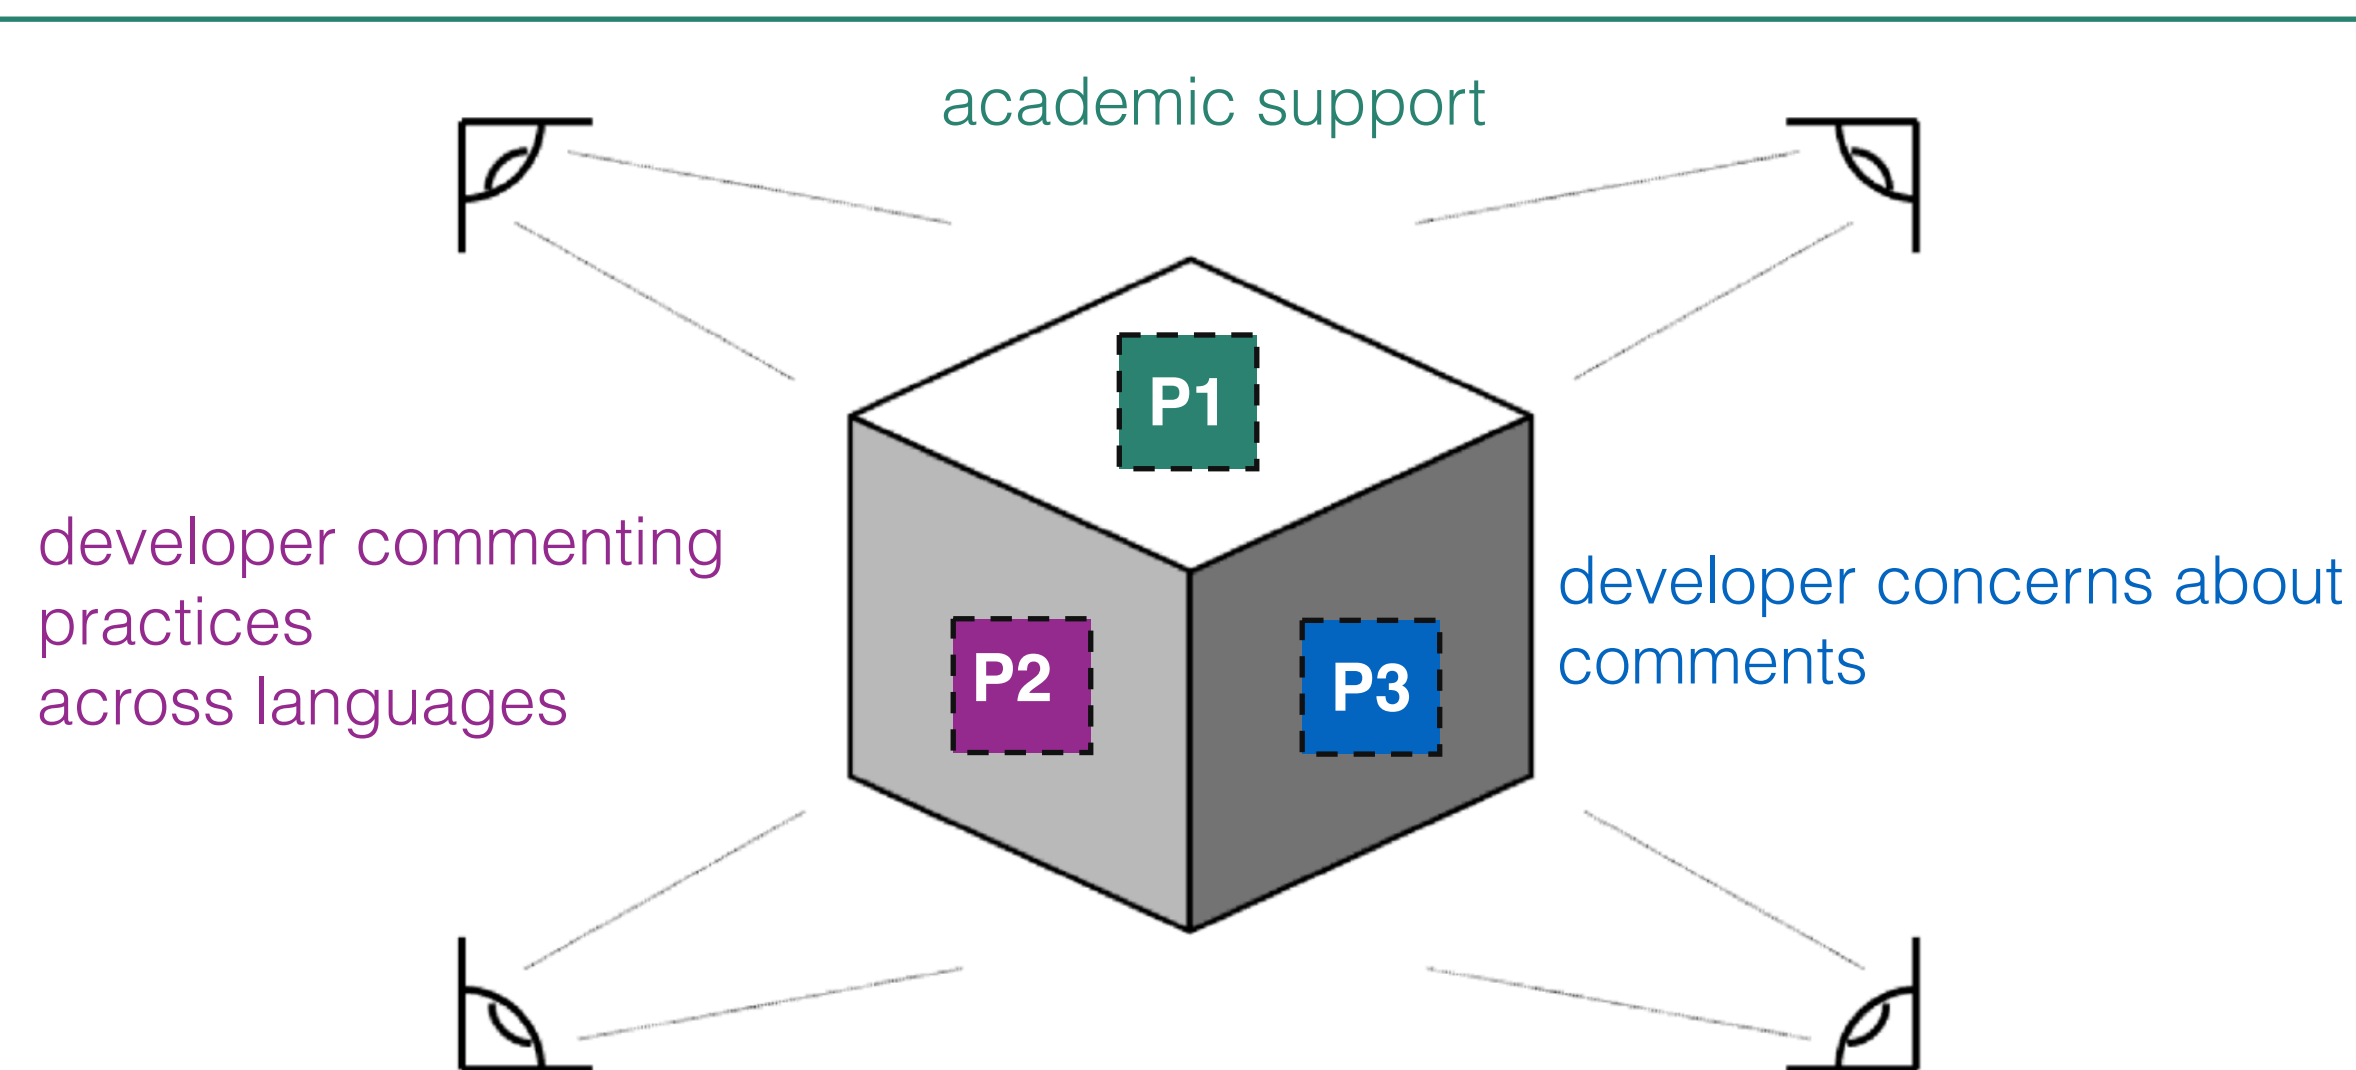 academic support
P1
developer commenting
practices
across languages
P2
P3
developer concerns about
comments